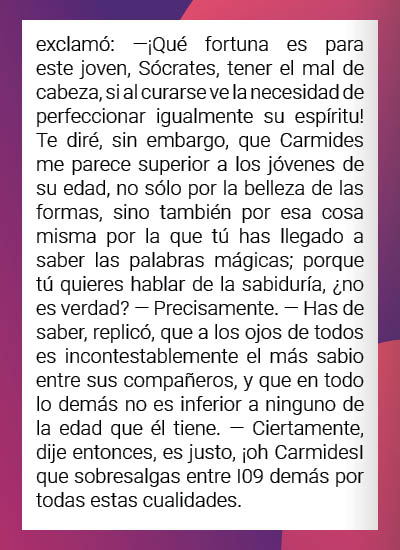 exclamó: —¡Qué fortuna es para
este joven, Sócrates, tener el mal de
cabeza, si al curarse ve la necesidad de
perfeccionar igualmente su espíritu!
Te diré, sin embargo, que Carmides
me parece superior a los jóvenes de
su edad, no sólo por la belleza de las
formas, sino también por esa cosa
misma por la que tú has llegado a
saber las palabras mágicas; porque
tú quieres hablar de la sabiduría, ¿no
es verdad? — Precisamente. — Has de
saber, replicó, que a los ojos de todos
es incontestablemente el más sabio
entre sus compañeros, y que en todo
lo demás no es inferior a ninguno de
la edad que él tiene. — Ciertamente,
dije entonces, es justo, ¡oh CarmidesI
que sobresalgas entre I09 demás por
todas estas cualidades.